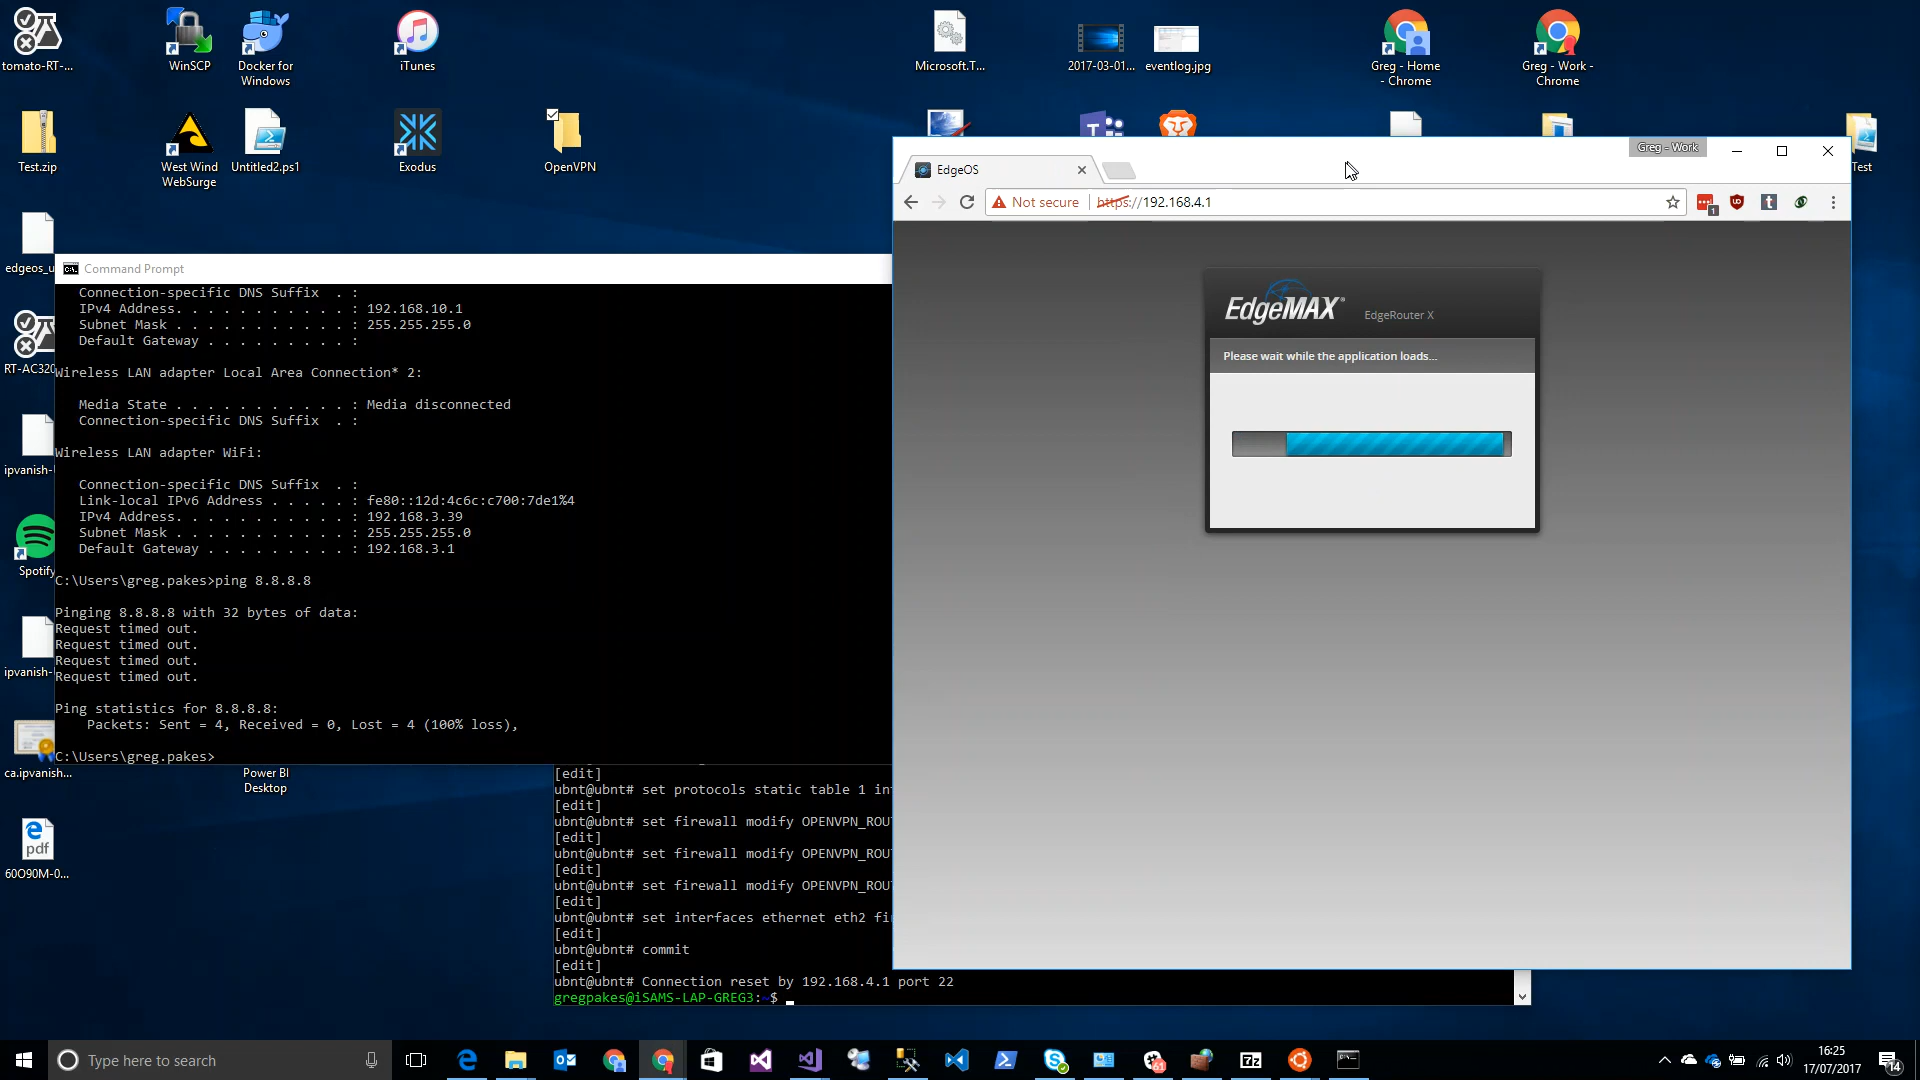 tomato-RT-...
WinSCP
Docker for
Windows
iTunes
Microsoft.T...
2017-03-01...
eventlog.jpg
Greg - Home
- Chrome
Greg - Work -
Chrome
Test.zip
West Wind
WebSurge
Untitled2.ps1
Exodus
OpenVPN
Test
Greg - Work
EdgeOS
Not secure
https://192.168.4.1
EdgeMAX
EdgeRouter X
Please wait while the application loads...
edgeos_u
RT-AC320
ipvanish-
Spotify
ipvanish-
ca.ipvanish...
60O90M-0...
pdf
Power BI
Desktop
Command Prompt
Connection-specific DNS Suffix  . :
IPv4 Address. . . . . . . . . . . : 192.168.10.1
Subnet Mask . . . . . . . . . . . : 255.255.255.0
Default Gateway . . . . . . . . . :
Wireless LAN adapter Local Area Connection* 2:
Media State . . . . . . . . . . . : Media disconnected
Connection-specific DNS Suffix  . :
Wireless LAN adapter WiFi:
Connection-specific DNS Suffix  . :
Link-local IPv6 Address . . . . . : fe80::12d:4c6c:c700:7de1%4
IPv4 Address. . . . . . . . . . . : 192.168.3.39
Subnet Mask . . . . . . . . . . . : 255.255.255.0
Default Gateway . . . . . . . . . : 192.168.3.1
C:\Users\greg.pakes>ping 8.8.8.8
Pinging 8.8.8.8 with 32 bytes of data:
Request timed out.
Request timed out.
Request timed out.
Request timed out.
Ping statistics for 8.8.8.8:
Packets: Sent = 4, Received = 0, Lost = 4 (100% loss),
C:\Users\greg.pakes>
[edit]
ubnt@ubnt# set protocols static table 1 in
[edit]
ubnt@ubnt# set firewall modify OPENVPN_ROU
[edit]
ubnt@ubnt# set firewall modify OPENVPN_ROU
[edit]
ubnt@ubnt# set firewall modify OPENVPN_ROU
[edit]
ubnt@ubnt# set interfaces ethernet eth2 fi
[edit]
ubnt@ubnt# commit
[edit]
ubnt@ubnt# Connection reset by 192.168.4.1 port 22
gregpakes@iSAMS-LAP-GREG3:~$
Type here to search
16:25
17/07/2017
14